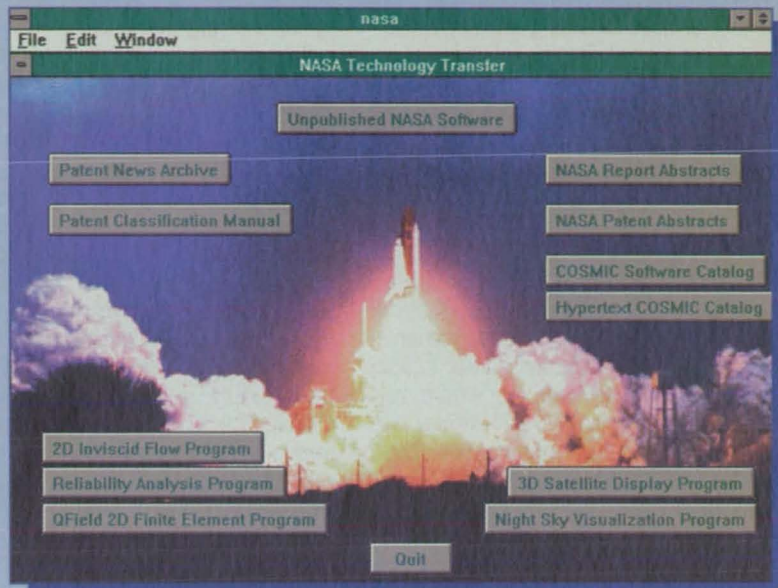 nasa
File Edit Window
NASA Technology Transfer
Unpublished NASA Software
Patent News Archive
NASA Report Abstracts
Patent Classification Manual
NASA Patent Abstracts
COSMIC Software Catalog
Hypertext COSMIC Catalog
2D Inviscid Flow Program
Reliability Analysis Program
3D Satellite Display Program
QField 2D Finite Element Program
Night Sky Visualization Program
Quit